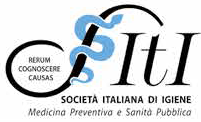 RERUM
COGNOSCERE
CAUSAS
SItI
SOCIETÀ ITALIANA DI IGIENE
Medicina Preventiva e Sanità Pubblica